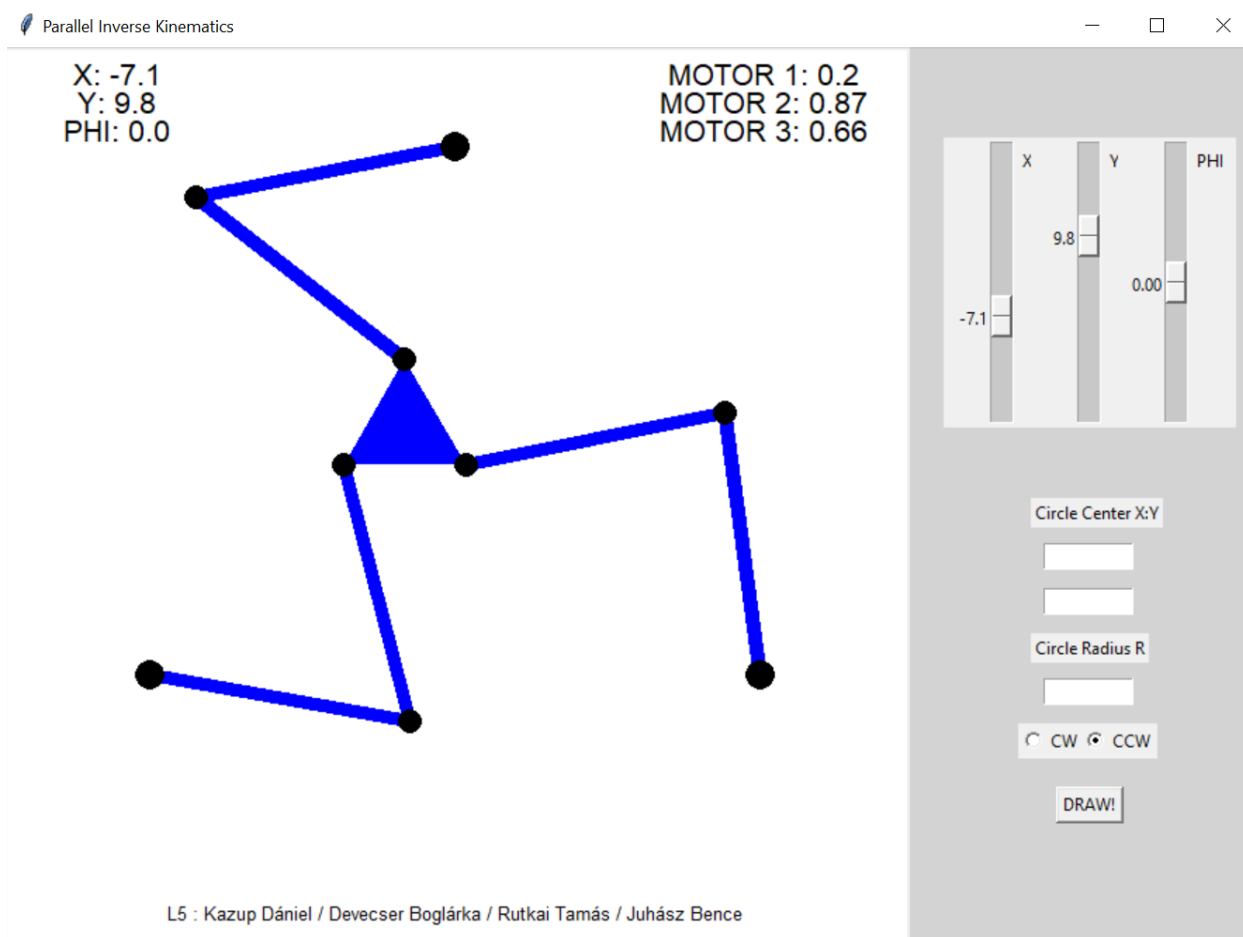 Parallel Inverse Kinematics
X: -7.1
Y: 9.8
PHI: 0.0
MOTOR 1: 0.2
MOTOR 2: 0.87
MOTOR 3: 0.66
X
Y
PHI
9.8
0.00
-7.1
Circle Center X:Y
Circle Radius R
CW CCW
DRAW!
L5 : Kazup Dániel / Devecser Boglárka / Rutkai Tamás / Juhász Bence